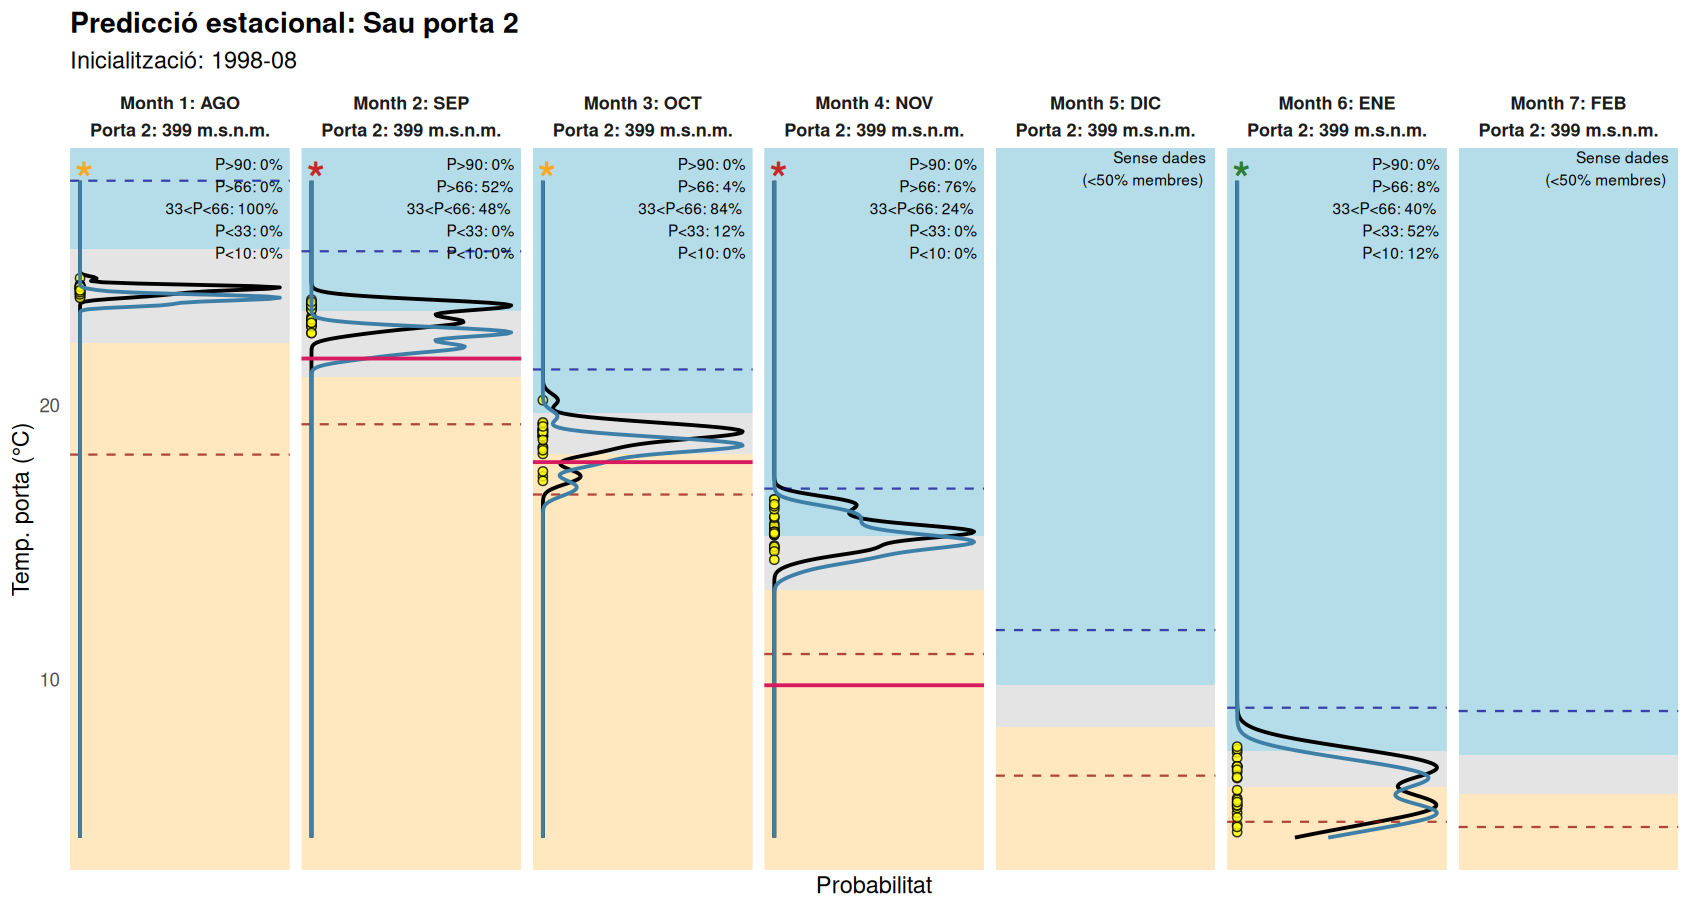 Predicció estacional: Sau porta 2
Inicialització: 1998-08
Month 1: AGO
Porta 2: 399 m.s.n.m.
Month 2: SEP
Porta 2: 399 m.s.n.m.
Month 3: OCT
Porta 2: 399 m.s.n.m.
Month 4: NOV
Porta 2: 399 m.s.n.m.
Month 5: DIC
Porta 2: 399 m.s.n.m.
Month 6: ENE
Porta 2: 399 m.s.n.m.
Month 7: FEB
Porta 2: 399 m.s.n.m.
*
P>90: 0%
P>66: 0%
33<P<66: 100%
P<33: 0%
P<10: 0%
*
P>90: 0%
P>66: 52%
33<P<66: 48%
P<33: 0%
P<10: 0%
*
P>90: 0%
P>66: 4%
33<P<66: 84%
P<33: 12%
P<10: 0%
*
P>90: 0%
P>66: 76%
33<P<66: 24%
P<33: 0%
P<10: 0%
Sense dades
(<50% membres)
*
P>90: 0%
P>66: 8%
33<P<66: 40%
P<33: 52%
P<10: 12%
Sense dades
(<50% membres)
Temp. porta (°C)
20
10
Probabilitat